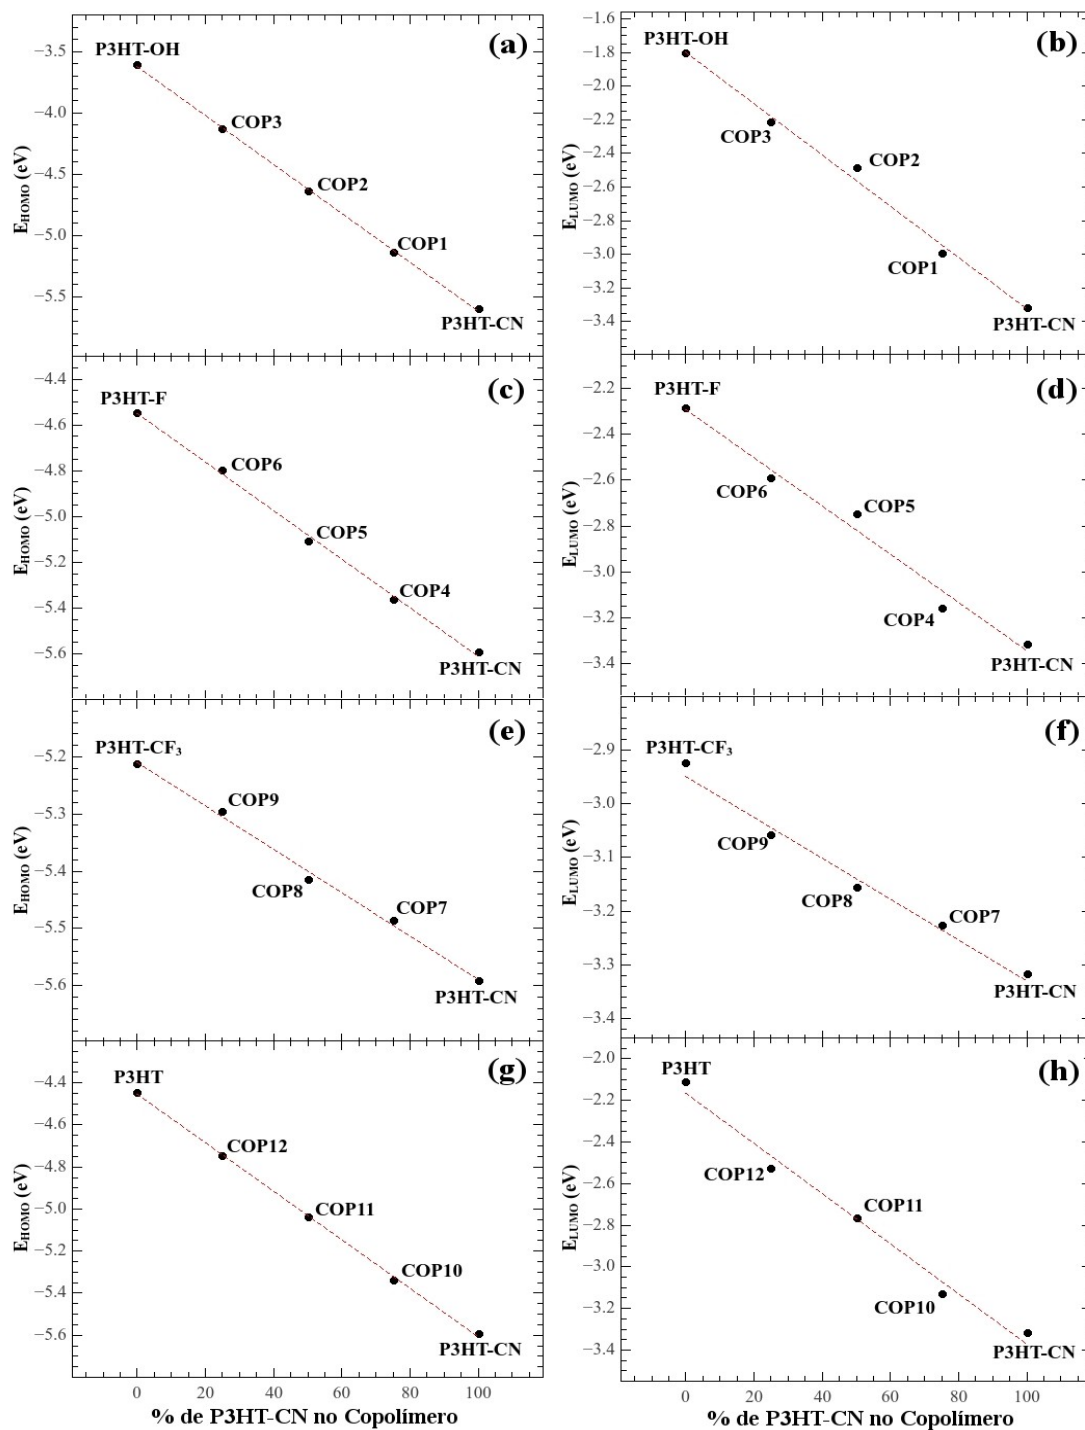 (a)
P3HT-OH
COP3
COP2
COP1
P3HT-CN
−3.5
−4.0
−4.5
−5.0
−5.5
E_HOMO (eV)
(b)
P3HT-OH
COP3
COP2
COP1
P3HT-CN
−1.6
−1.8
−2.0
−2.2
−2.4
−2.6
−2.8
−3.0
−3.2
−3.4
E_LUMO (eV)
(c)
P3HT-F
COP6
COP5
COP4
P3HT-CN
−4.4
−4.6
−4.8
−5.0
−5.2
−5.4
−5.6
E_HOMO (eV)
(d)
P3HT-F
COP6
COP5
COP4
P3HT-CN
−2.2
−2.4
−2.6
−2.8
−3.0
−3.2
−3.4
E_LUMO (eV)
(e)
P3HT-CF₃
COP9
COP8
COP7
P3HT-CN
−5.2
−5.3
−5.4
−5.5
−5.6
E_HOMO (eV)
(f)
P3HT-CF₃
COP9
COP8
COP7
P3HT-CN
−2.9
−3.0
−3.1
−3.2
−3.3
−3.4
E_LUMO (eV)
(g)
P3HT
COP12
COP11
COP10
P3HT-CN
−4.4
−4.6
−4.8
−5.0
−5.2
−5.4
−5.6
E_HOMO (eV)
0 20 40 60 80 100
% de P3HT-CN no Copolímero
(h)
P3HT
COP12
COP11
COP10
P3HT-CN
−2.0
−2.2
−2.4
−2.6
−2.8
−3.0
−3.2
−3.4
E_LUMO (eV)
0 20 40 60 80 100
% de P3HT-CN no Copolímero